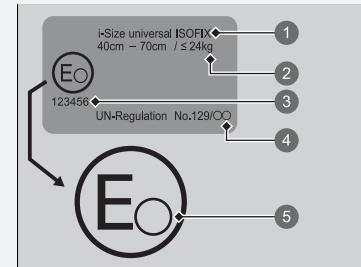 i-Size universal ISOFIX
40cm – 70cm / ≤ 24kg
E○
123456
UN-Regulation No.129/○○
E○
1
2
3
4
5